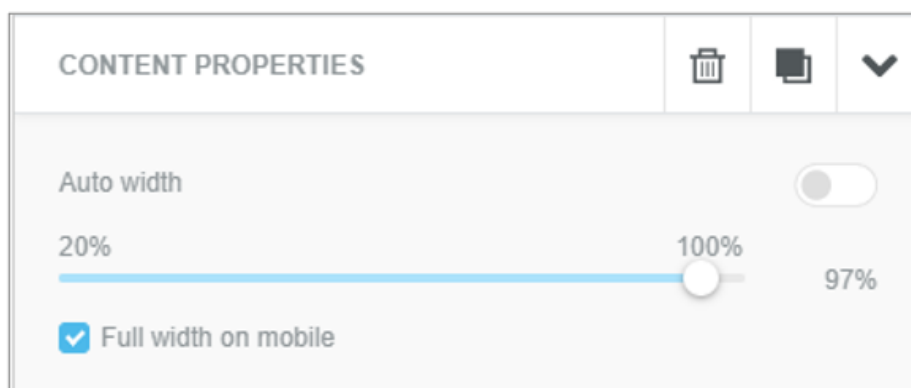 CONTENT PROPERTIES
Auto width
20% 100%
97%
Full width on mobile